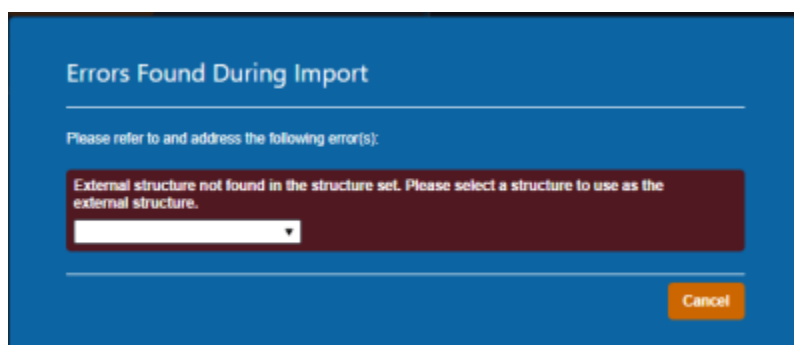 Errors Found During Import
Please refer to and address the following error(s):
External structure not found in the structure set. Please select a structure to use as the
external structure.
Cancel